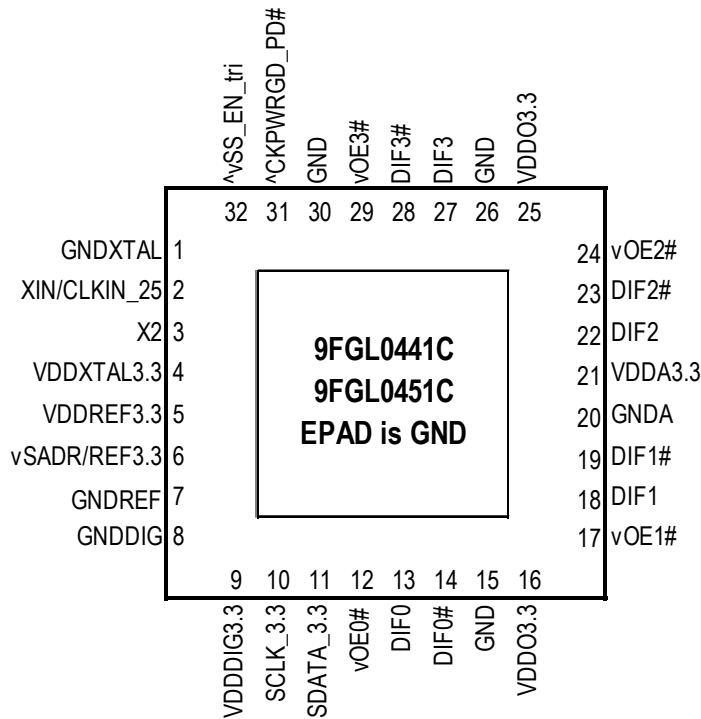 ^vSS_EN_tri
^CKPWRGD_PD#
GND
vOE3#
DIF3#
DIF3
GND
VDDO3.3
32 31 30 29 28 27 26 25
GNDXTAL 1
XIN/CLKIN_25 2
X2 3
VDDXTAL3.3 4
VDDREF3.3 5
vSADR/REF3.3 6
GNDREF 7
GNDDIG 8
9FGL0441C
9FGL0451C
EPAD is GND
24 vOE2#
23 DIF2#
22 DIF2
21 VDDA3.3
20 GNDA
19 DIF1#
18 DIF1
17 vOE1#
9 10 11 12 13 14 15 16
VDDDIG3.3
SCLK_3.3
SDATA_3.3
vOE0#
DIF0
DIF0#
GND
VDDO3.3